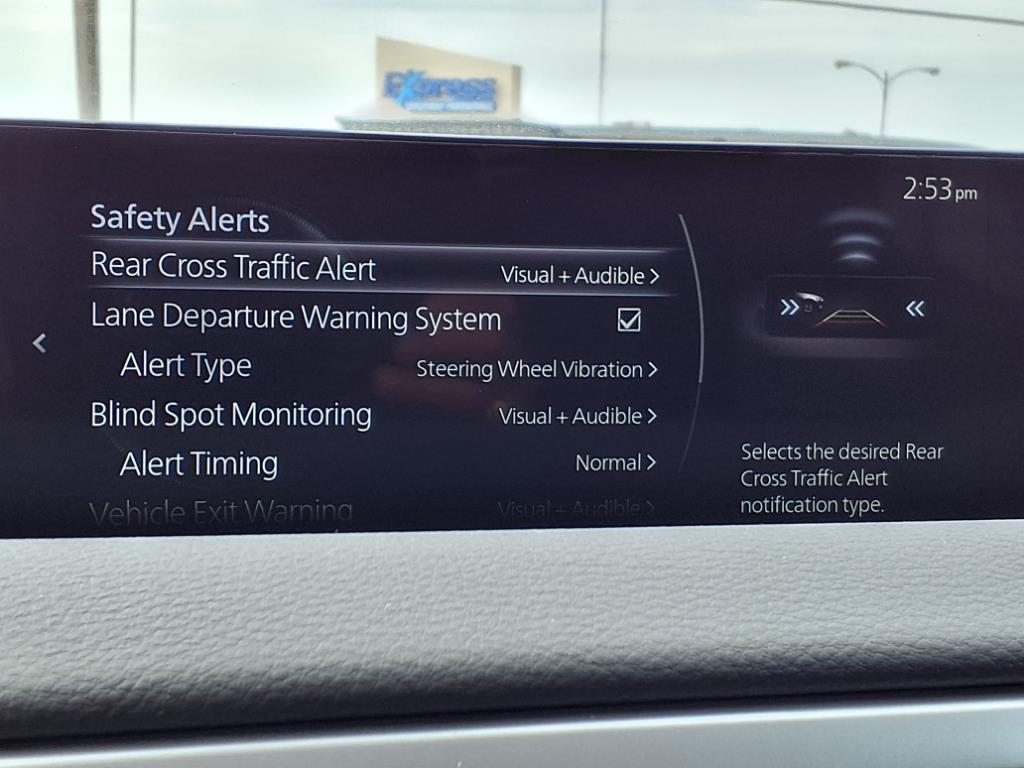 Express
2:53 pm
Safety Alerts
Rear Cross Traffic Alert Visual + Audible >
Lane Departure Warning System
Alert Type Steering Wheel Vibration >
Blind Spot Monitoring Visual + Audible >
Alert Timing Normal >
Vehicle Exit Warning Visual + Audible >
Selects the desired Rear
Cross Traffic Alert
notification type.